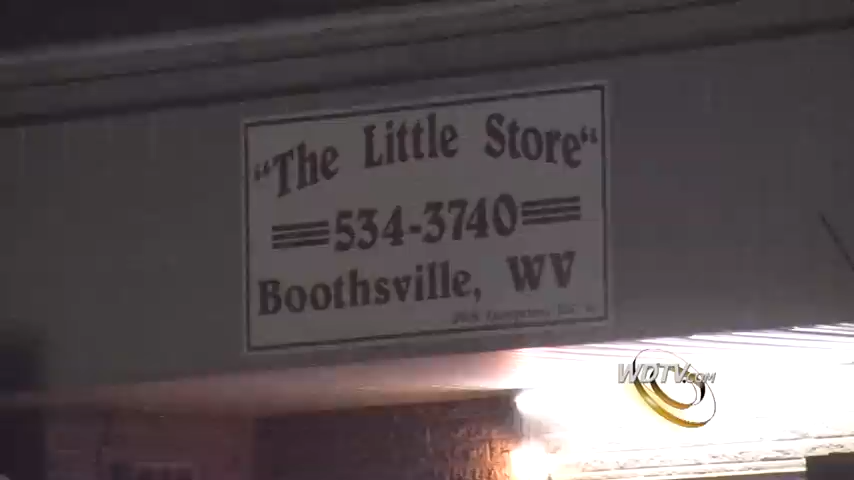 “The Little Store“
534-3740
Boothsville, WV
WDTV.COM